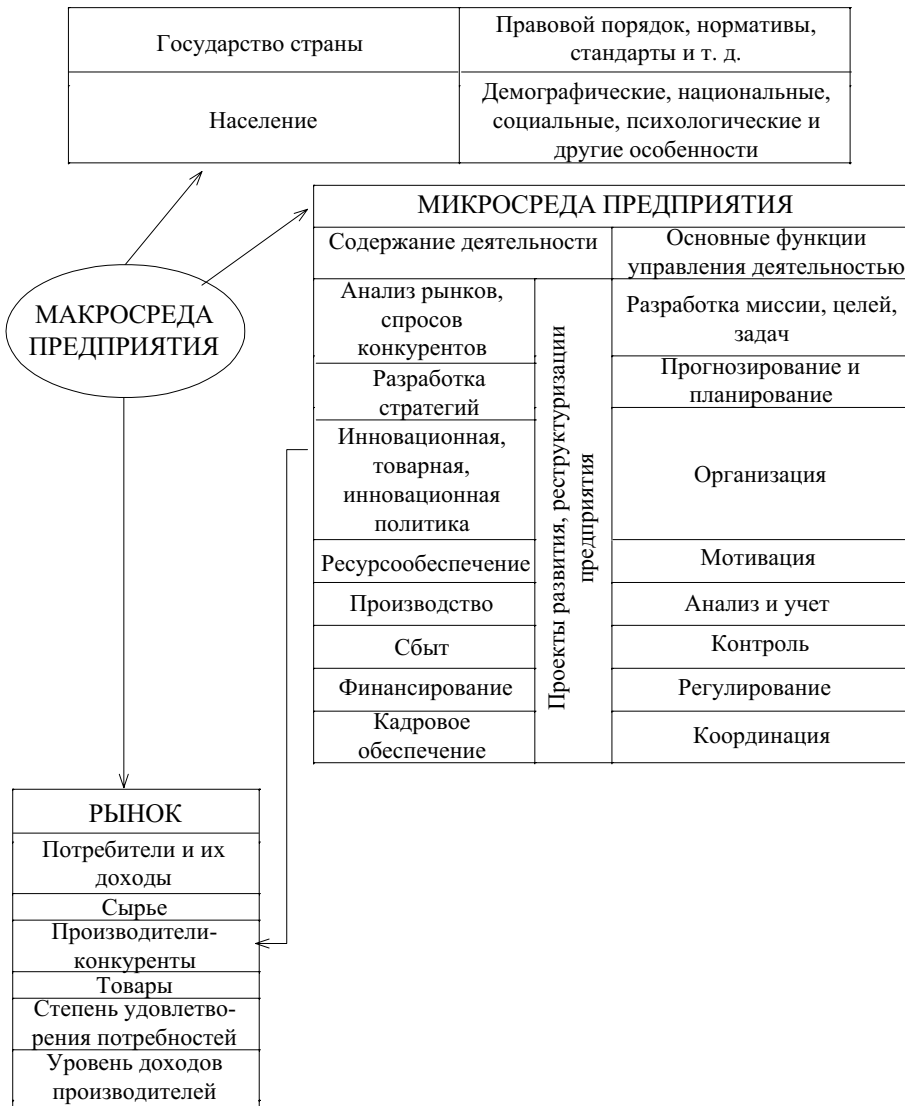 Государство страны
Правовой порядок, нормативы,
стандарты и т. д.
Население
Демографические, национальные,
социальные, психологические и
другие особенности
МАКРОСРЕДА
ПРЕДПРИЯТИЯ
МИКРОСРЕДА ПРЕДПРИЯТИЯ
Содержание деятельности
Основные функции
управления деятельностью
Анализ рынков,
спросов
конкурентов
Разработка
стратегий
Инновационная,
товарная,
инновационная
политика
Ресурсообеспечение
Производство
Сбыт
Финансирование
Кадровое
обеспечение
Проекты развития, реструктуризации
предприятия
Разработка миссии, целей,
задач
Прогнозирование и
планирование
Организация
Мотивация
Анализ и учет
Контроль
Регулирование
Координация
РЫНОК
Потребители и их
доходы
Сырье
Производители-
конкуренты
Товары
Степень удовлетво-
рения потребностей
Уровень доходов
производителей